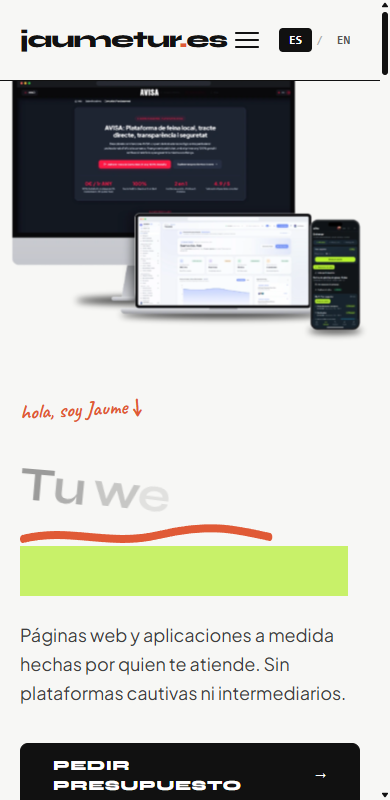 jaumetur.es
ES / EN
AVISA
AVISA: Plataforma de feina local, tracte
directe, transparència i seguretat
hola, soy Jaume ↓
Tu we
Páginas web y aplicaciones a medida
hechas por quien te atiende. Sin
plataformas cautivas ni intermediarios.
PEDIR
PRESUPUESTO →